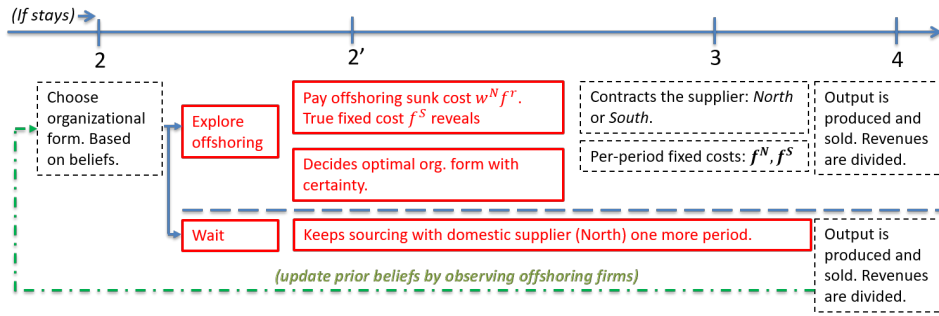 (If stays)
2
2’
3
4
Choose
organizational
form. Based
on beliefs.
Explore
offforing
Pay offshoring sunk cost w^N f^r.
True fixed cost f^S reveals
Decides optimal org. form with
certainty.
Contracts the supplier: North
or South.
Per-period fixed costs: f^N, f^S
Output is
produced and
sold. Revenues
are divided.
Wait
Keeps sourcing with domestic supplier (North) one more period.
Output is
produced and
sold. Revenues
are divided.
(update prior beliefs by observing offshoring firms)